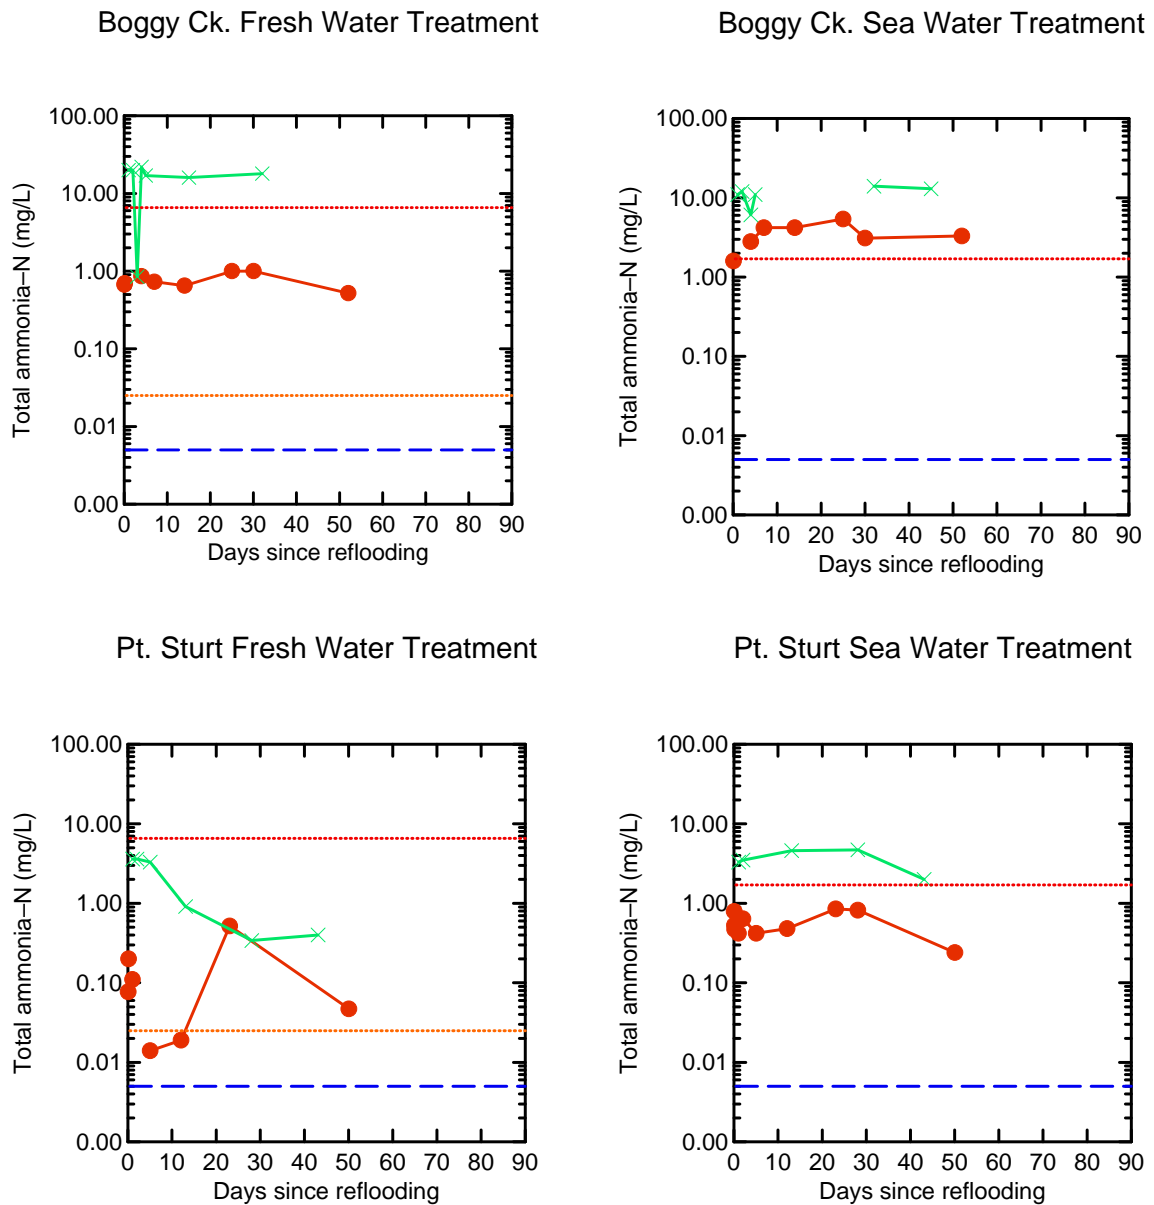 Boggy Ck. Fresh Water Treatment
100.00
10.00
1.00
0.10
0.01
0.00
Total ammonia–N (mg/L)
0 10 20 30 40 50 60 70 80 90
Days since reflooding
Boggy Ck. Sea Water Treatment
100.00
10.00
1.00
0.10
0.01
0.00
Total ammonia–N (mg/L)
0 10 20 30 40 50 60 70 80 90
Days since reflooding
Pt. Sturt Fresh Water Treatment
100.00
10.00
1.00
0.10
0.01
0.00
Total ammonia–N (mg/L)
0 10 20 30 40 50 60 70 80 90
Days since reflooding
Pt. Sturt Sea Water Treatment
100.00
10.00
1.00
0.10
0.01
0.00
Total ammonia–N (mg/L)
0 10 20 30 40 50 60 70 80 90
Days since reflooding